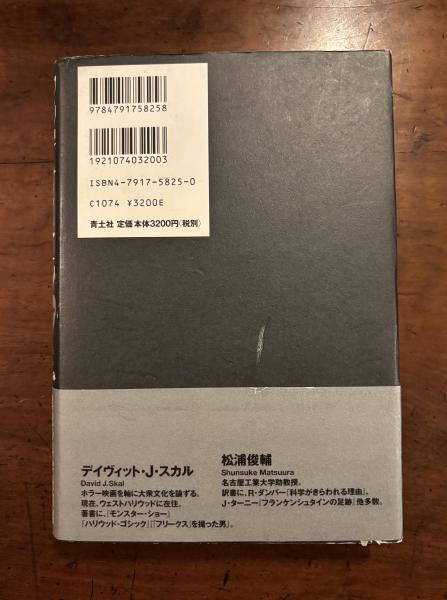 9784791758258
1921074032003
ISBN4-7917-5825-0
C1074 ¥3200E
青土社 定価本体3200円(税別)
デイヴィット・J・スカル
David J.Skal
ホラー映画を軸に大衆文化を論ずる。
現在、ウェストハリウッドに在住。
著書に、『モンスター・ショー』
『ハリウッド・ゴシック』『「フリークス」を撮った男』。
松浦俊輔
Shunsuke Matsuura
名古屋工業大学助教授。
訳書に、R・ダンバー『科学がきらわれる理由』、
J・ターニー『フランケンシュタインの足跡』他多数。